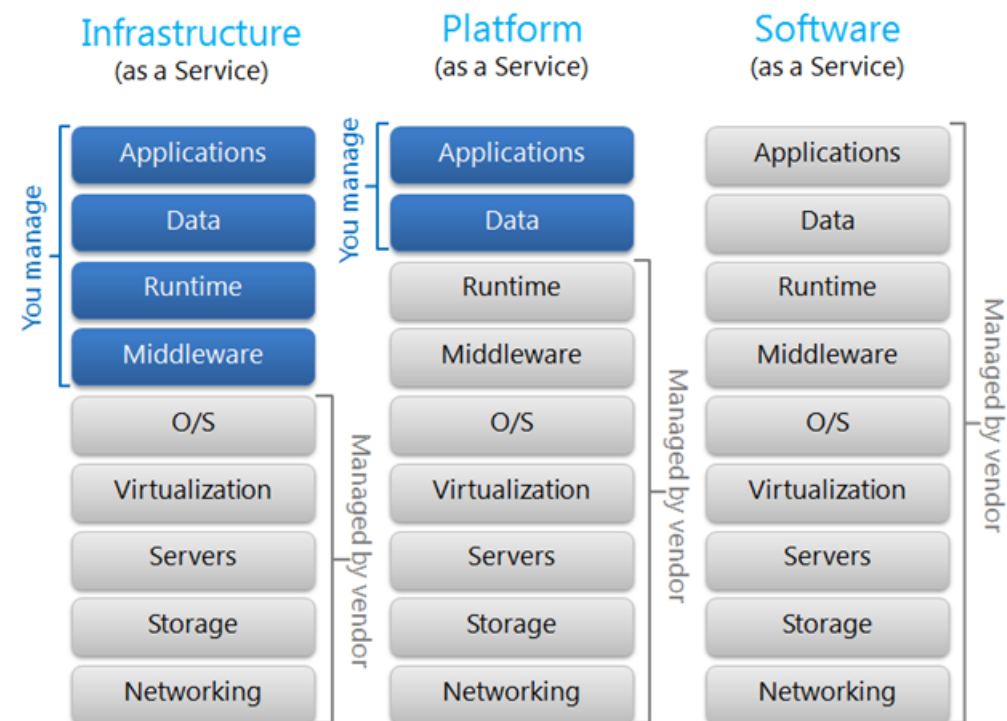 Infrastructure
(as a Service)
Platform
(as a Service)
Software
(as a Service)
You manage
Applications
Data
Runtime
Middleware
O/S
Virtualization
Servers
Storage
Networking
Managed by vendor
You manage
Applications
Data
Runtime
Middleware
O/S
Virtualization
Servers
Storage
Networking
Managed by vendor
Applications
Data
Runtime
Middleware
O/S
Virtualization
Servers
Storage
Networking
Managed by vendor